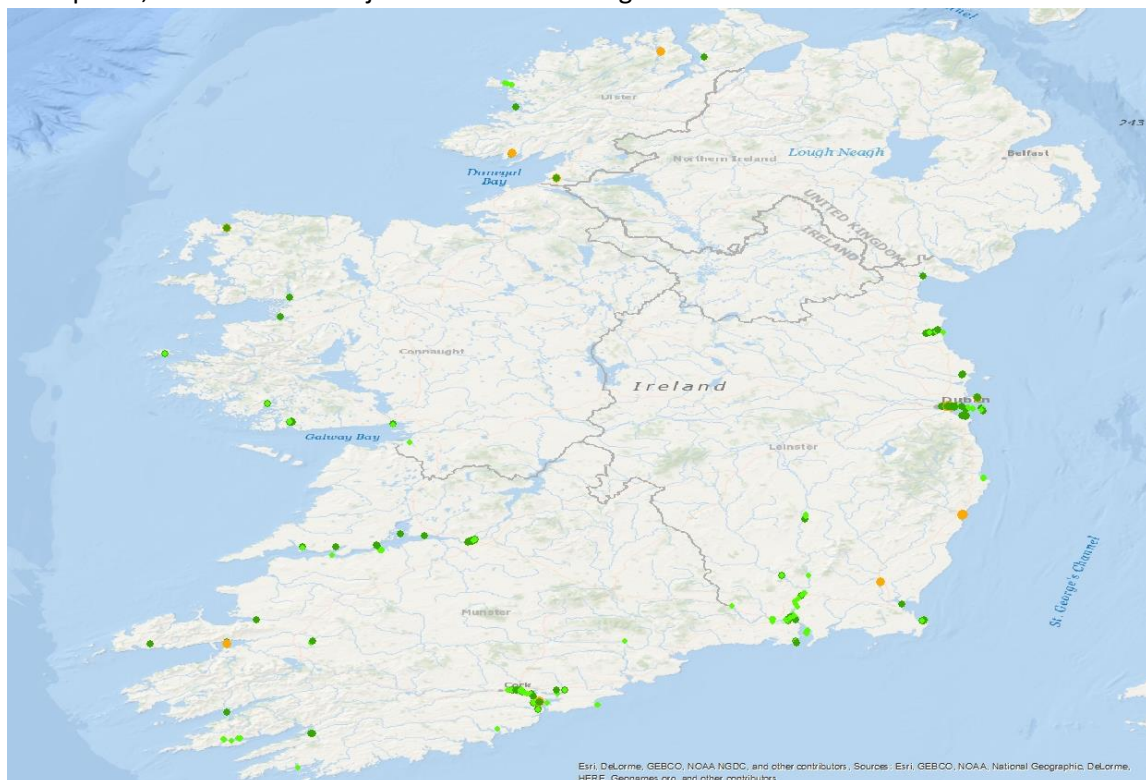 Channel
Ulster
243
Northern Ireland
Lough Neagh
Belfast
Bay
UNITED KINGDOM
IRELAND
Connaught
Ireland
Dublin
Galway Bay
Leinster
St. George's Channel
Munster
Cork
Esri, DeLorme, GEBCO, NOAA NGDC, and other contributors, Sources: Esri, GEBCO, NOAA, National Geographic, DeLorme,
HERE, Geonames.org, and other contributors